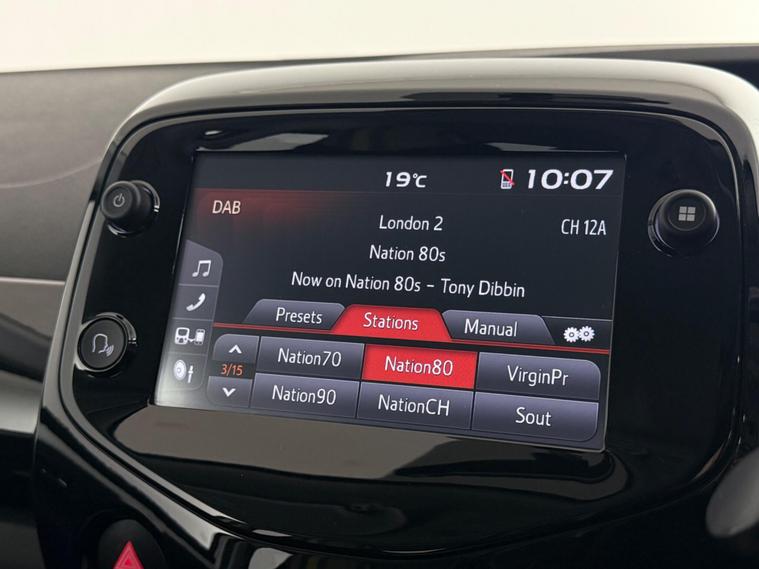 19°C 10:07
DAB
London 2 CH 12A
Nation 80s
Now on Nation 80s - Tony Dibbin
Presets Stations Manual
3/15
Nation70 Nation80 VirginPr
Nation90 NationCH Sout